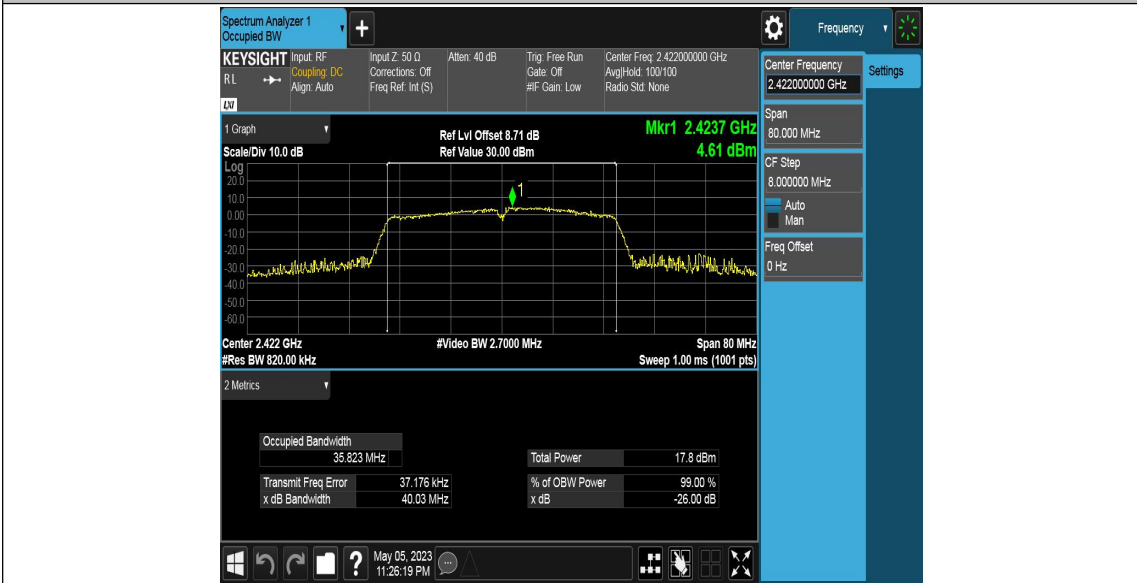 Spectrum Analyzer 1
Occupied BW
+
Frequency
KEYSIGHT
R L
LXI
Input: RF
Coupling: DC
Align: Auto
Input Z: 50 Ω
Corrections: Off
Freq Ref: Int (S)
Atten: 40 dB
Trig: Free Run
Gate: Off
#IF Gain: Low
Center Freq: 2.422000000 GHz
Avg|Hold: 100/100
Radio Std: None
Center Frequency
2.422000000 GHz
Settings
Span
80.000 MHz
CF Step
8.000000 MHz
Auto
Man
Freq Offset
0 Hz
1 Graph
Scale/Div 10.0 dB
Ref Lvl Offset 8.71 dB
Ref Value 30.00 dBm
Mkr1 2.4237 GHz
4.61 dBm
Log
20.0
10.0
0.00
-10.0
-20.0
-30.0
-40.0
-50.0
-60.0
1
Center 2.422 GHz
#Video BW 2.7000 MHz
Span 80 MHz
#Res BW 820.00 kHz
Sweep 1.00 ms (1001 pts)
2 Metrics
Occupied Bandwidth
35.823 MHz
Total Power 17.8 dBm
Transmit Freq Error 37.176 kHz
% of OBW Power 99.00 %
x dB Bandwidth 40.03 MHz
x dB -26.00 dB
?
May 05, 2023
11:26:19 PM